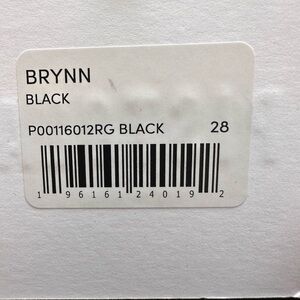 BRYNN
BLACK
P00116012RG BLACK 28
1 96161 24019 2